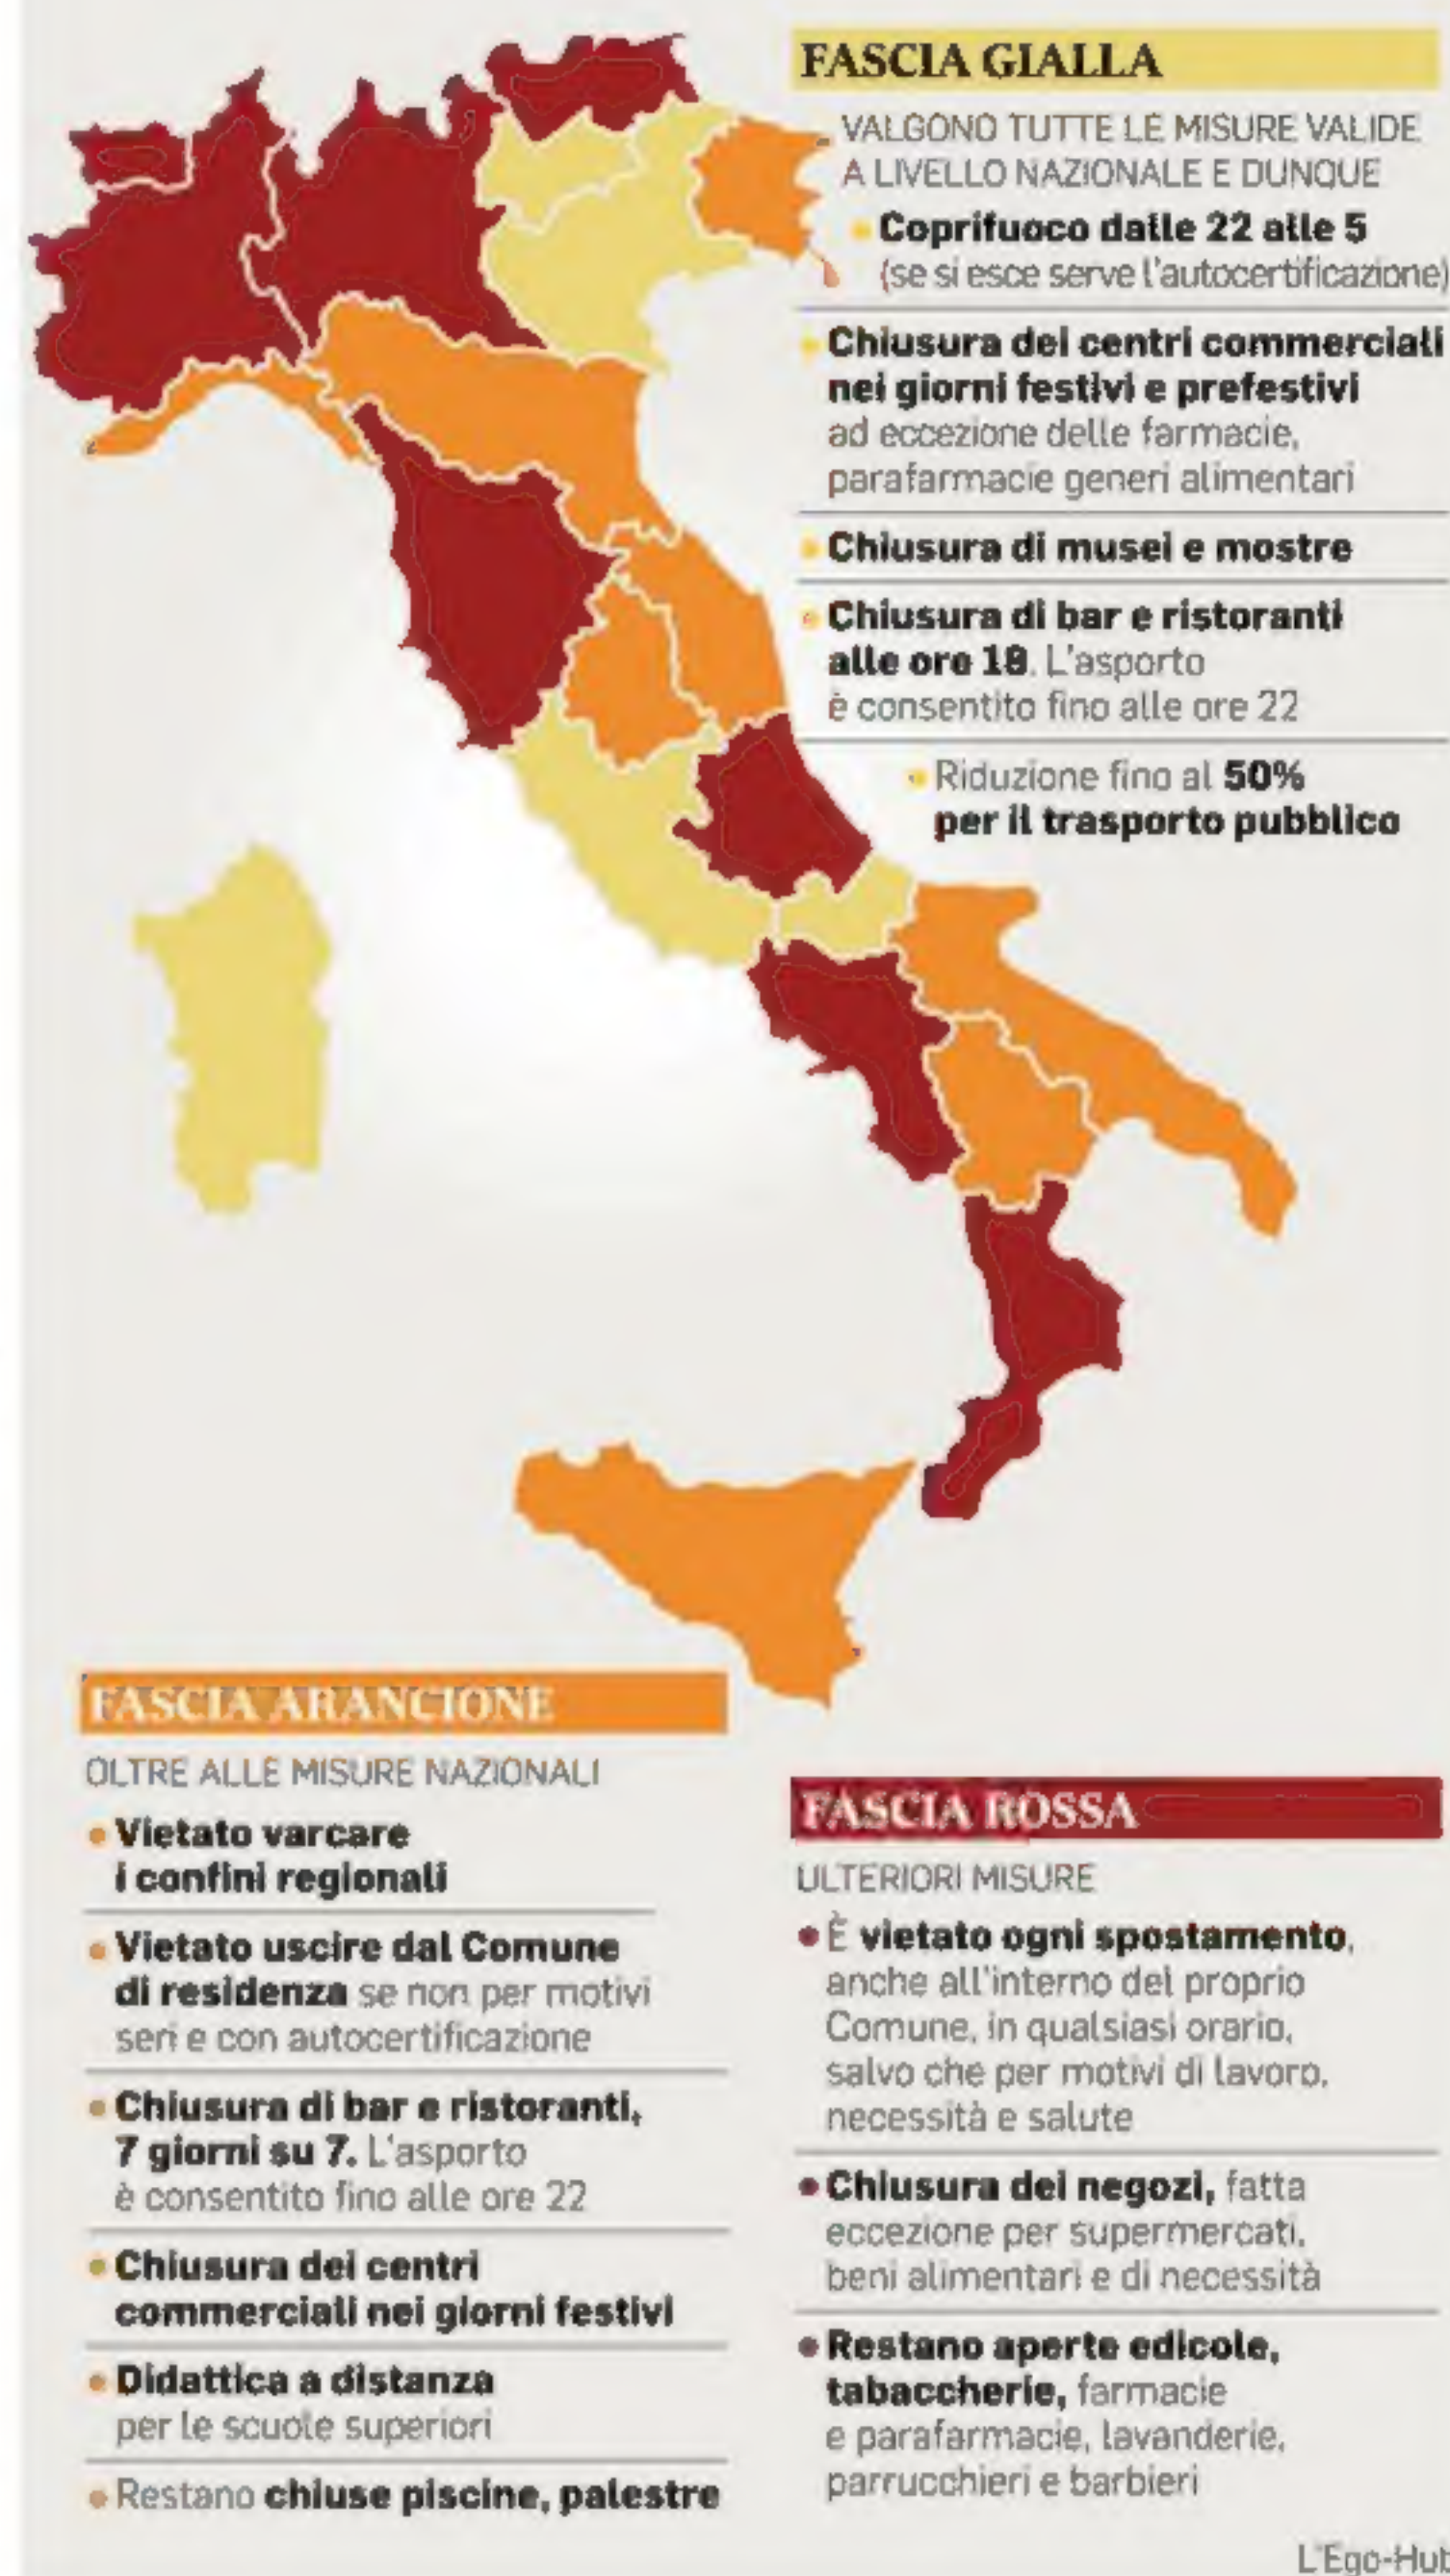 FASCIA GIALLA
VALGONO TUTTE LE MISURE VALIDE
A LIVELLO NAZIONALE E DUNQUE
Coprifuoco dalle 22 alle 5
(se si esce serve l'autocertificazione)
Chiusura dei centri commerciali
nei giorni festivi e prefestivi
ad eccezione delle farmacie,
parafarmacie generi alimentari
Chiusura di musei e mostre
Chiusura di bar e ristoranti
alle ore 18. L'asporto
è consentito fino alle ore 22
Riduzione fino al 50%
per il trasporto pubblico
FASCIA ARANCIONE
OLTRE ALLE MISURE NAZIONALI
Vietato varcare
i confini regionali
Vietato uscire dal Comune
di residenza se non per motivi
seri e con autocertificazione
Chiusura di bar e ristoranti,
7 giorni su 7. L'asporto
è consentito fino alle ore 22
Chiusura dei centri
commerciali nei giorni festivi
Didattica a distanza
per le scuole superiori
Restano chiuse piscine, palestre
FASCIA ROSSA
ULTERIORI MISURE
È vietato ogni spostamento,
anche all'interno del proprio
Comune, in qualsiasi orario,
salvo che per motivi di lavoro,
necessità e salute
Chiusura dei negozi, fatta
eccezione per supermercati,
beni alimentari e di necessità
Restano aperte edicole,
tabaccherie, farmacie
e parafarmacie, lavanderie,
parrucchieri e barbieri
L'Ego-Hub